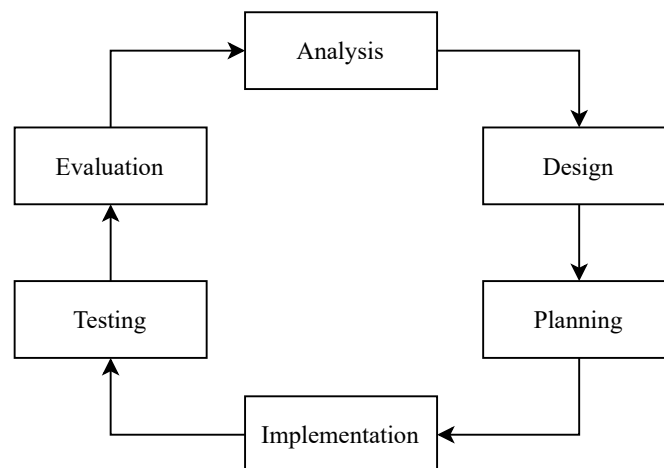 Analysis
Evaluation
Design
Testing
Planning
Implementation